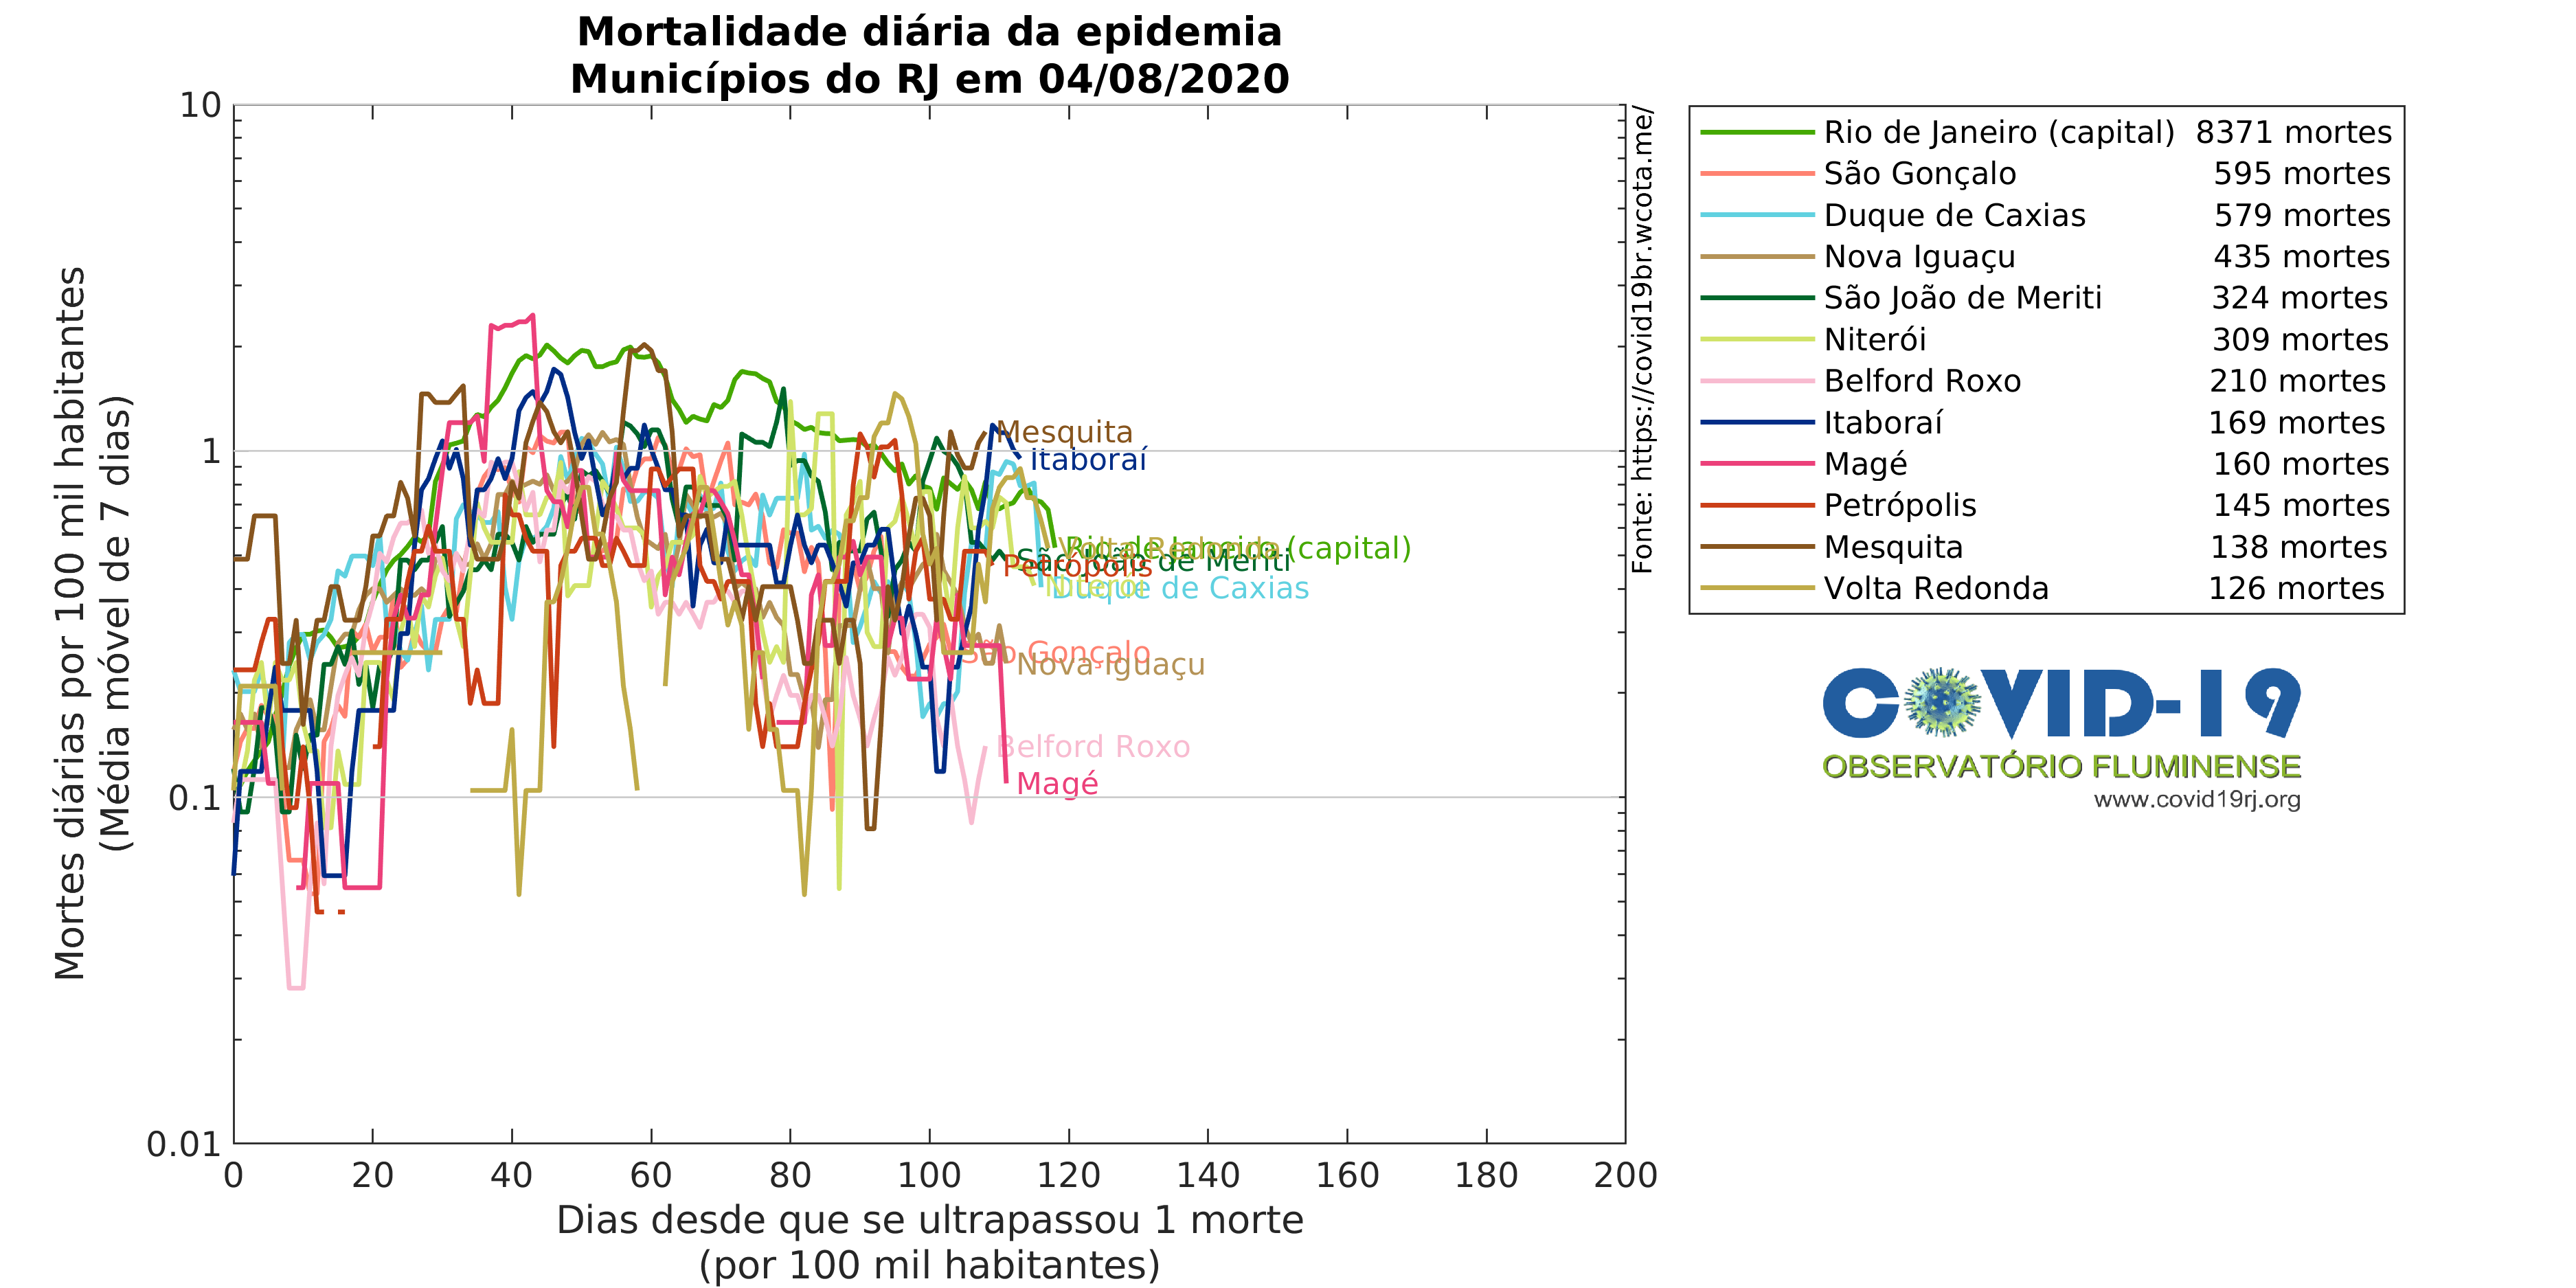 Mortalidade diária da epidemia
Municípios do RJ em 04/08/2020
Mortes diárias por 100 mil habitantes
(Média móvel de 7 dias)
10
1
0.1
0.01
0 20 40 60 80 100 120 140 160 180 200
Dias desde que se ultrapassou 1 morte
(por 100 mil habitantes)
Mesquita
Itaboraí
Rio de Janeiro (capital)
Volta Redonda
São João de Meriti
Petrópolis
Niterói
Duque de Caxias
São Gonçalo
Nova Iguaçu
Belford Roxo
Magé
Fonte: https://covid19br.wcota.me/
Rio de Janeiro (capital) 8371 mortes
São Gonçalo 595 mortes
Duque de Caxias 579 mortes
Nova Iguaçu 435 mortes
São João de Meriti 324 mortes
Niterói 309 mortes
Belford Roxo 210 mortes
Itaboraí 169 mortes
Magé 160 mortes
Petrópolis 145 mortes
Mesquita 138 mortes
Volta Redonda 126 mortes
COVID-19
OBSERVATÓRIO FLUMINENSE
www.covid19rj.org